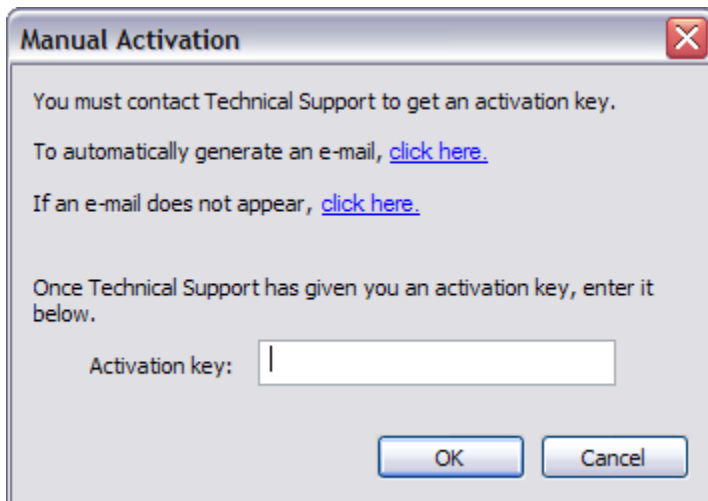 Manual Activation
You must contact Technical Support to get an activation key.
To automatically generate an e-mail, click here.
If an e-mail does not appear, click here.
Once Technical Support has given you an activation key, enter it
below.
Activation key:
OK Cancel